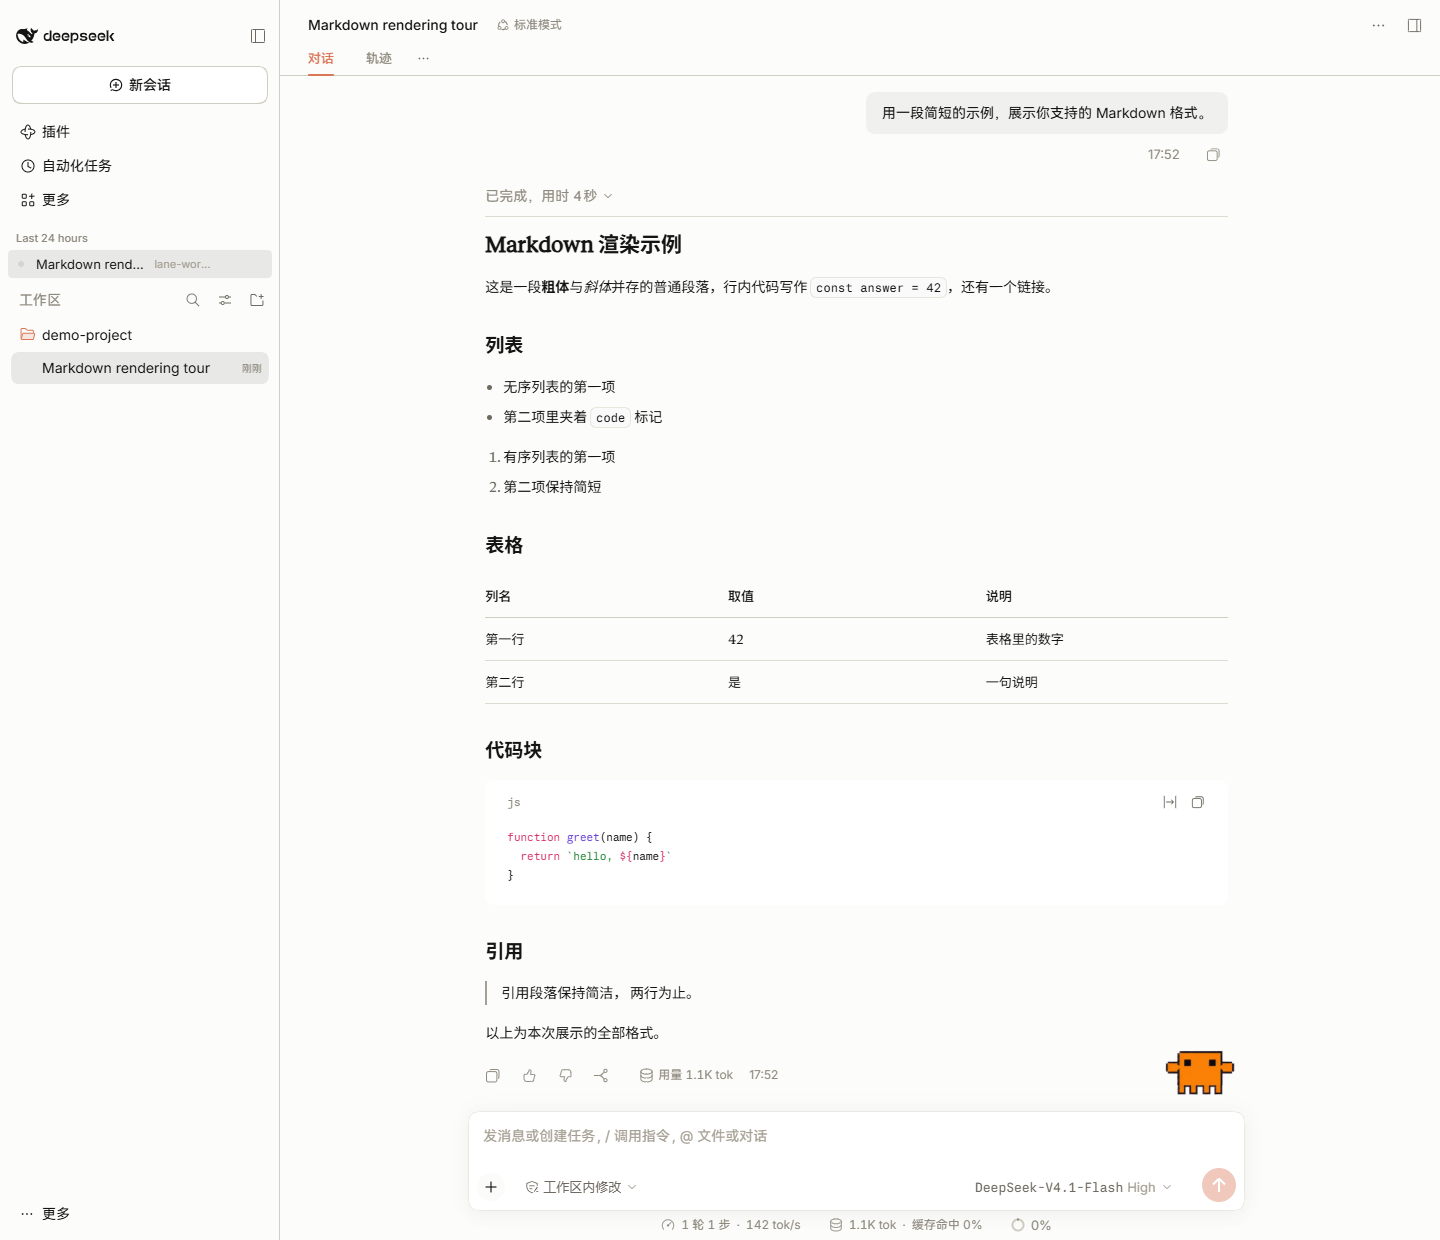 deepseek
新会话
插件
自动化任务
更多
Last 24 hours
Markdown rend... lane-wor...
工作区
demo-project
Markdown rendering tour 刚刚
更多
Markdown rendering tour 标准模式
对话 轨迹 ...
用一段简短的示例，展示你支持的 Markdown 格式。
17:52
已完成，用时 4秒
Markdown 渲染示例
这是一段粗体与斜体并存的普通段落，行内代码写作 const answer = 42，还有一个链接。
列表
• 无序列表的第一项
• 第二项里夹着 code 标记
1. 有序列表的第一项
2. 第二项保持简短
表格
列名 取值 说明
第一行 42 表格里的数字
第二行 是 一句说明
代码块
js
function greet(name) {
  return `hello, ${name}`
}
引用
引用段落保持简洁， 两行为止。
以上为本次展示的全部格式。
用量 1.1K tok 17:52
发消息或创建任务, / 调用指令, @ 文件或对话
工作区内修改
DeepSeek-V4.1-Flash High
1 轮 1 步 · 142 tok/s 1.1K tok · 缓存命中 0% 0%